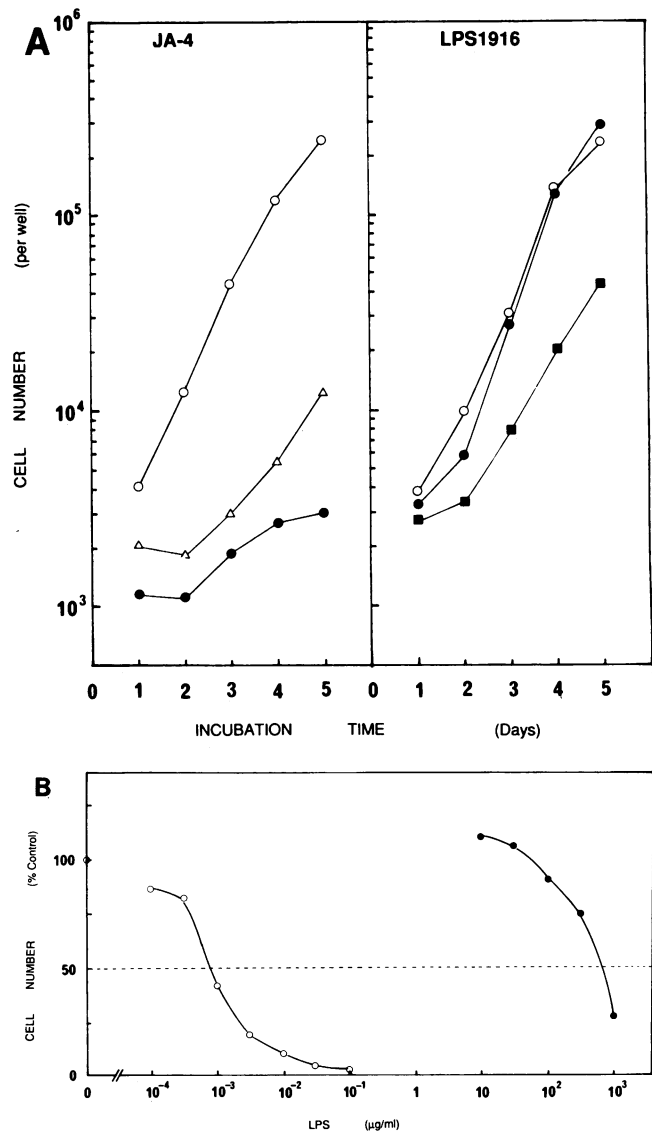 A
JA-4
LPS1916
10^6
10^5
10^4
10^3
CELL NUMBER (per well)
0 1 2 3 4 5 0 1 2 3 4 5
INCUBATION TIME (Days)
B
CELL NUMBER (% Control)
100
50
0
0 10^-4 10^-3 10^-2 10^-1 1 10 10^2 10^3
LPS (μg/ml)